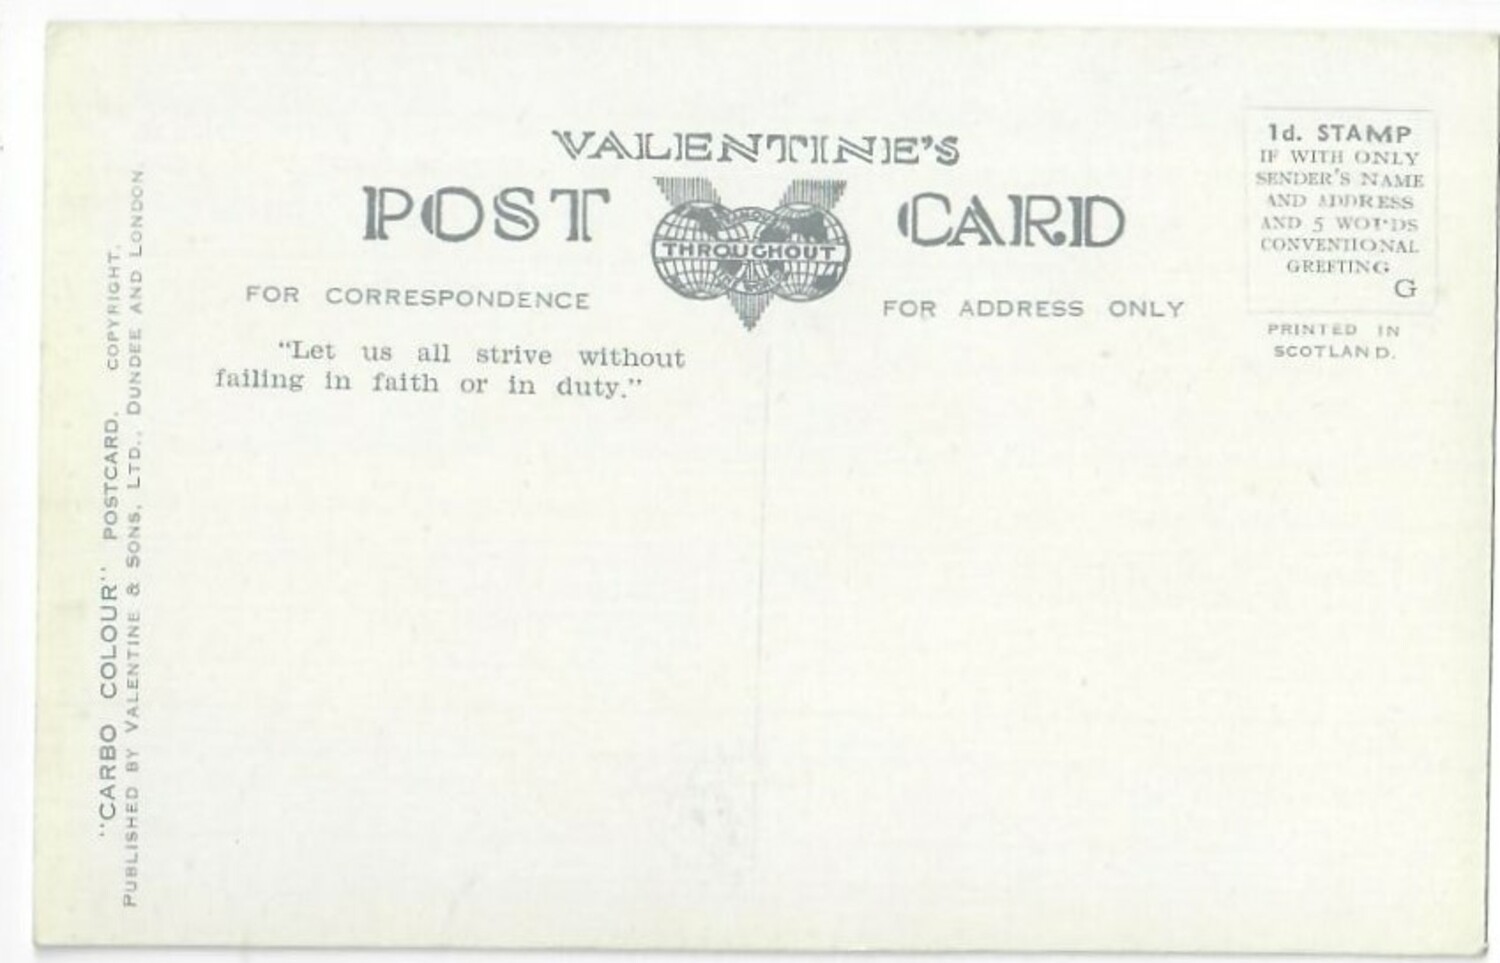 VALENTINE'S
POST CARD
THROUGHOUT
FOR CORRESPONDENCE
FOR ADDRESS ONLY
"Let us all strive without
failing in faith or in duty."
1d. STAMP
IF WITH ONLY
SENDER'S NAME
AND ADDRESS
AND 5 WORDS
CONVENTIONAL
GREETING
G
PRINTED IN
SCOTLAND.
"CARBO COLOUR" POSTCARD. COPYRIGHT.
PUBLISHED BY VALENTINE & SONS, LTD., DUNDEE AND LONDON.